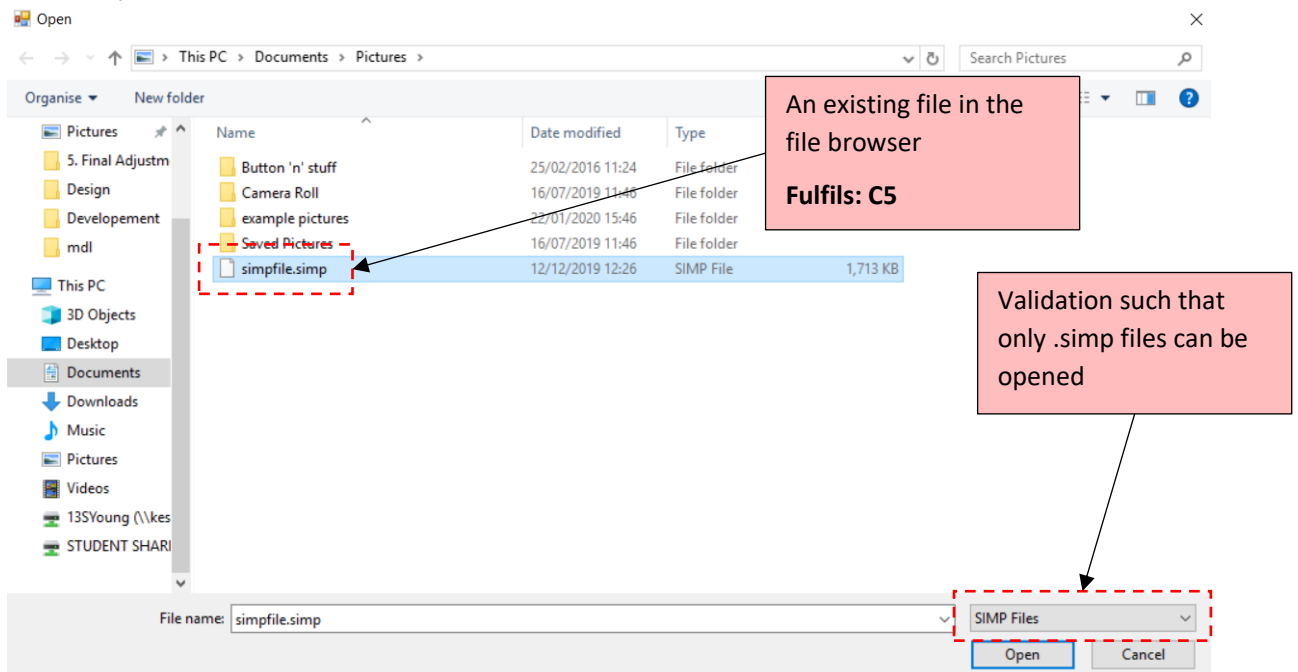 Open
This PC > Documents > Pictures >
Search Pictures
Organise
New folder
An existing file in the
file browser
Fulfils: C5
Name
Date modified
Type
Pictures
5. Final Adjustm
Design
Developement
mdl
This PC
3D Objects
Desktop
Documents
Downloads
Music
Pictures
Videos
13SYoung (\\kes
STUDENT SHARI
Button 'n' stuff 25/02/2016 11:24 File folder
Camera Roll 16/07/2019 11:46 File folder
example pictures 22/01/2020 15:46 File folder
Saved Pictures 16/07/2019 11:46 File folder
simpfile.simp 12/12/2019 12:26 SIMP File 1,713 KB
Validation such that
only .simp files can be
opened
File name: simpfile.simp
SIMP Files
Open
Cancel